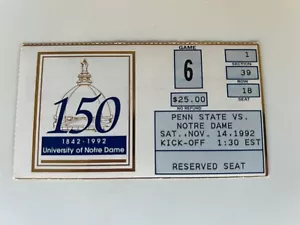 150
1842 • 1992
University of Notre Dame
GAME
6
$25.00
NO REFUND
1
SECTION
39
ROW
18
SEAT
PENN STATE VS.
NOTRE DAME
SAT., NOV. 14, 1992
KICK-OFF 1:30 EST
RESERVED SEAT